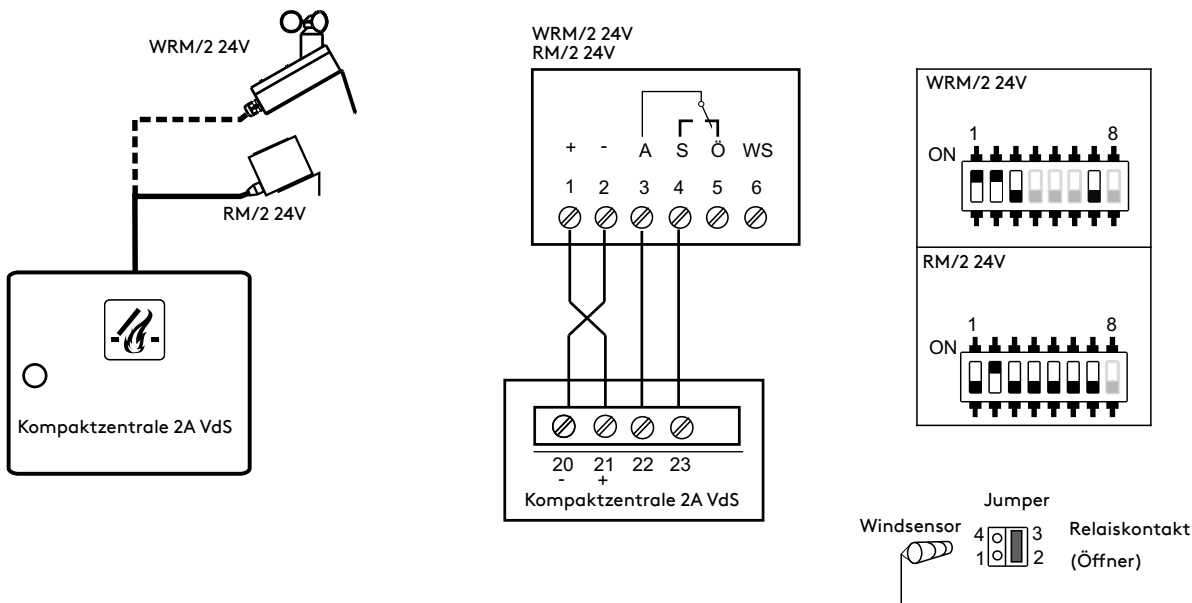 WRM/2 24V
RM/2 24V
Kompaktzentrale 2A VdS
WRM/2 24V
RM/2 24V
+ - A S Ö WS
1 2 3 4 5 6
20 21 22 23
- +
Kompaktzentrale 2A VdS
WRM/2 24V
1 8
ON
RM/2 24V
1 8
ON
Jumper
Windsensor 4 3 Relaiskontakt
1 2 (Öffner)